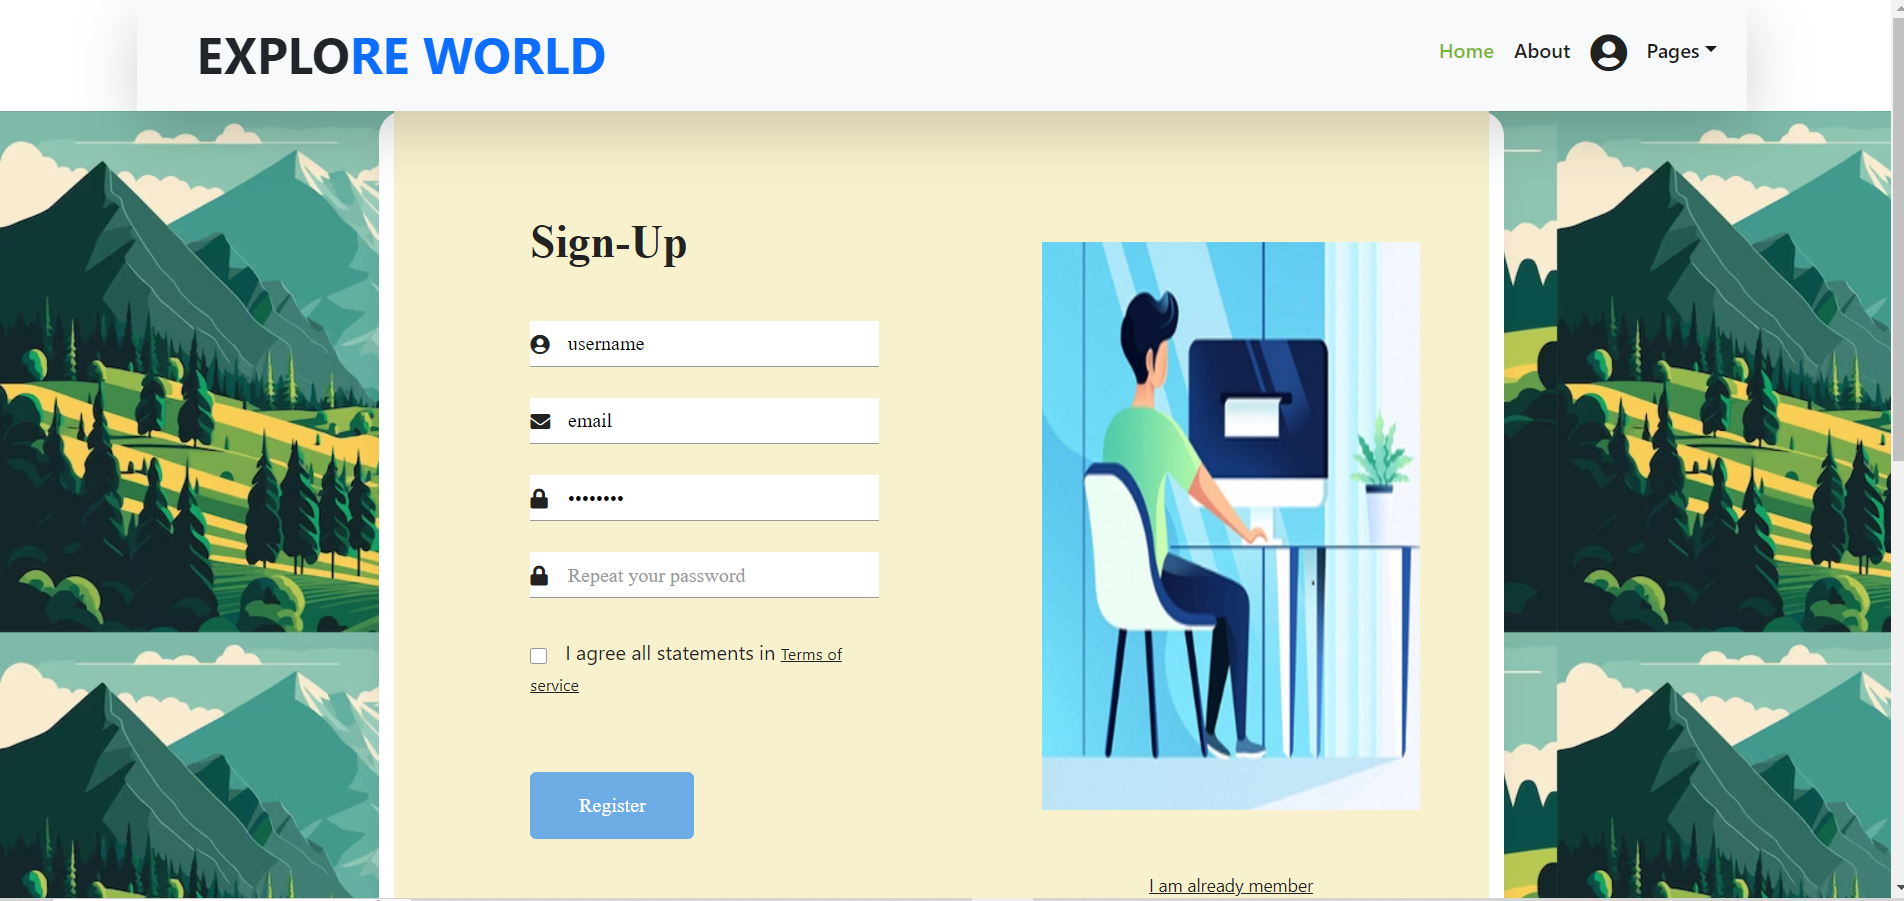 EXPLORE WORLD
Home About Pages
Sign-Up
username
email
••••••••
Repeat your password
I agree all statements in Terms of
service
Register
I am already member